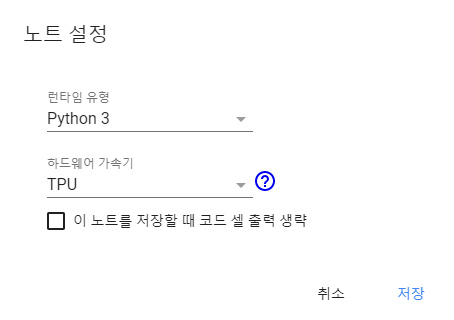 노트 설정
런타임 유형
Python 3
하드웨어 가속기
TPU
이 노트를 저장할 때 코드 셀 출력 생략
취소 저장